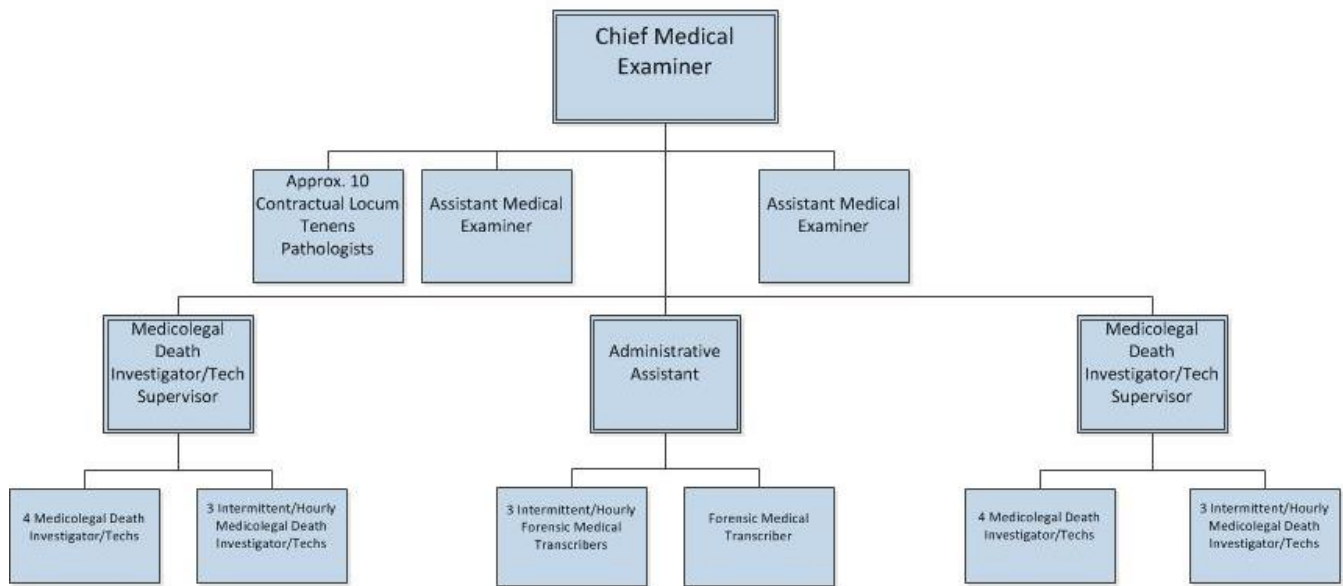 Chief Medical
Examiner
Approx. 10
Contractual Locum
Tenens
Pathologists
Assistant Medical
Examiner
Assistant Medical
Examiner
Medicolegal
Death
Investigator/Tech
Supervisor
Administrative
Assistant
Medicolegal
Death
Investigator/Tech
Supervisor
4 Medicolegal Death
Investigator/Techs
3 Intermittent/Hourly
Medicolegal Death
Investigator/Techs
3 Intermittent/Hourly
Forensic Medical
Transcribers
Forensic Medical
Transcriber
4 Medicolegal Death
Investigator/Techs
3 Intermittent/Hourly
Medicolegal Death
Investigator/Techs